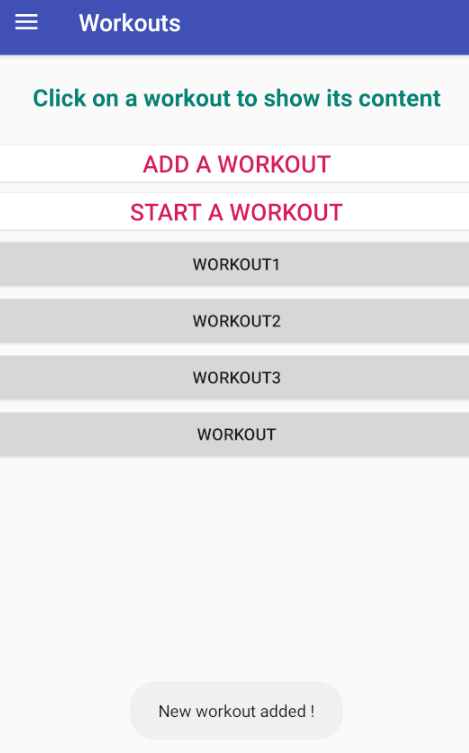 Workouts
Click on a workout to show its content
ADD A WORKOUT
START A WORKOUT
WORKOUT1
WORKOUT2
WORKOUT3
WORKOUT
New workout added !